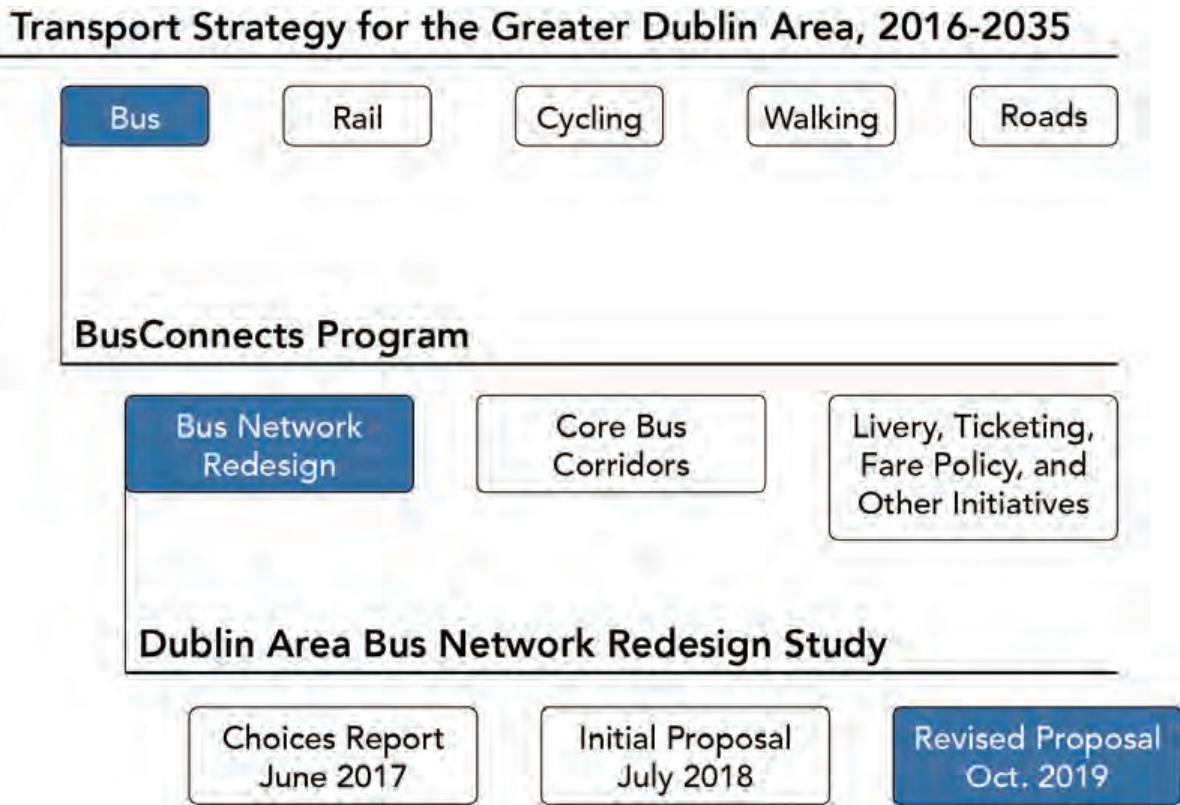 Transport Strategy for the Greater Dublin Area, 2016-2035
Bus
Rail
Cycling
Walking
Roads
BusConnects Program
Bus Network
Redesign
Core Bus
Corridors
Livery, Ticketing,
Fare Policy, and
Other Initiatives
Dublin Area Bus Network Redesign Study
Choices Report
June 2017
Initial Proposal
July 2018
Revised Proposal
Oct. 2019